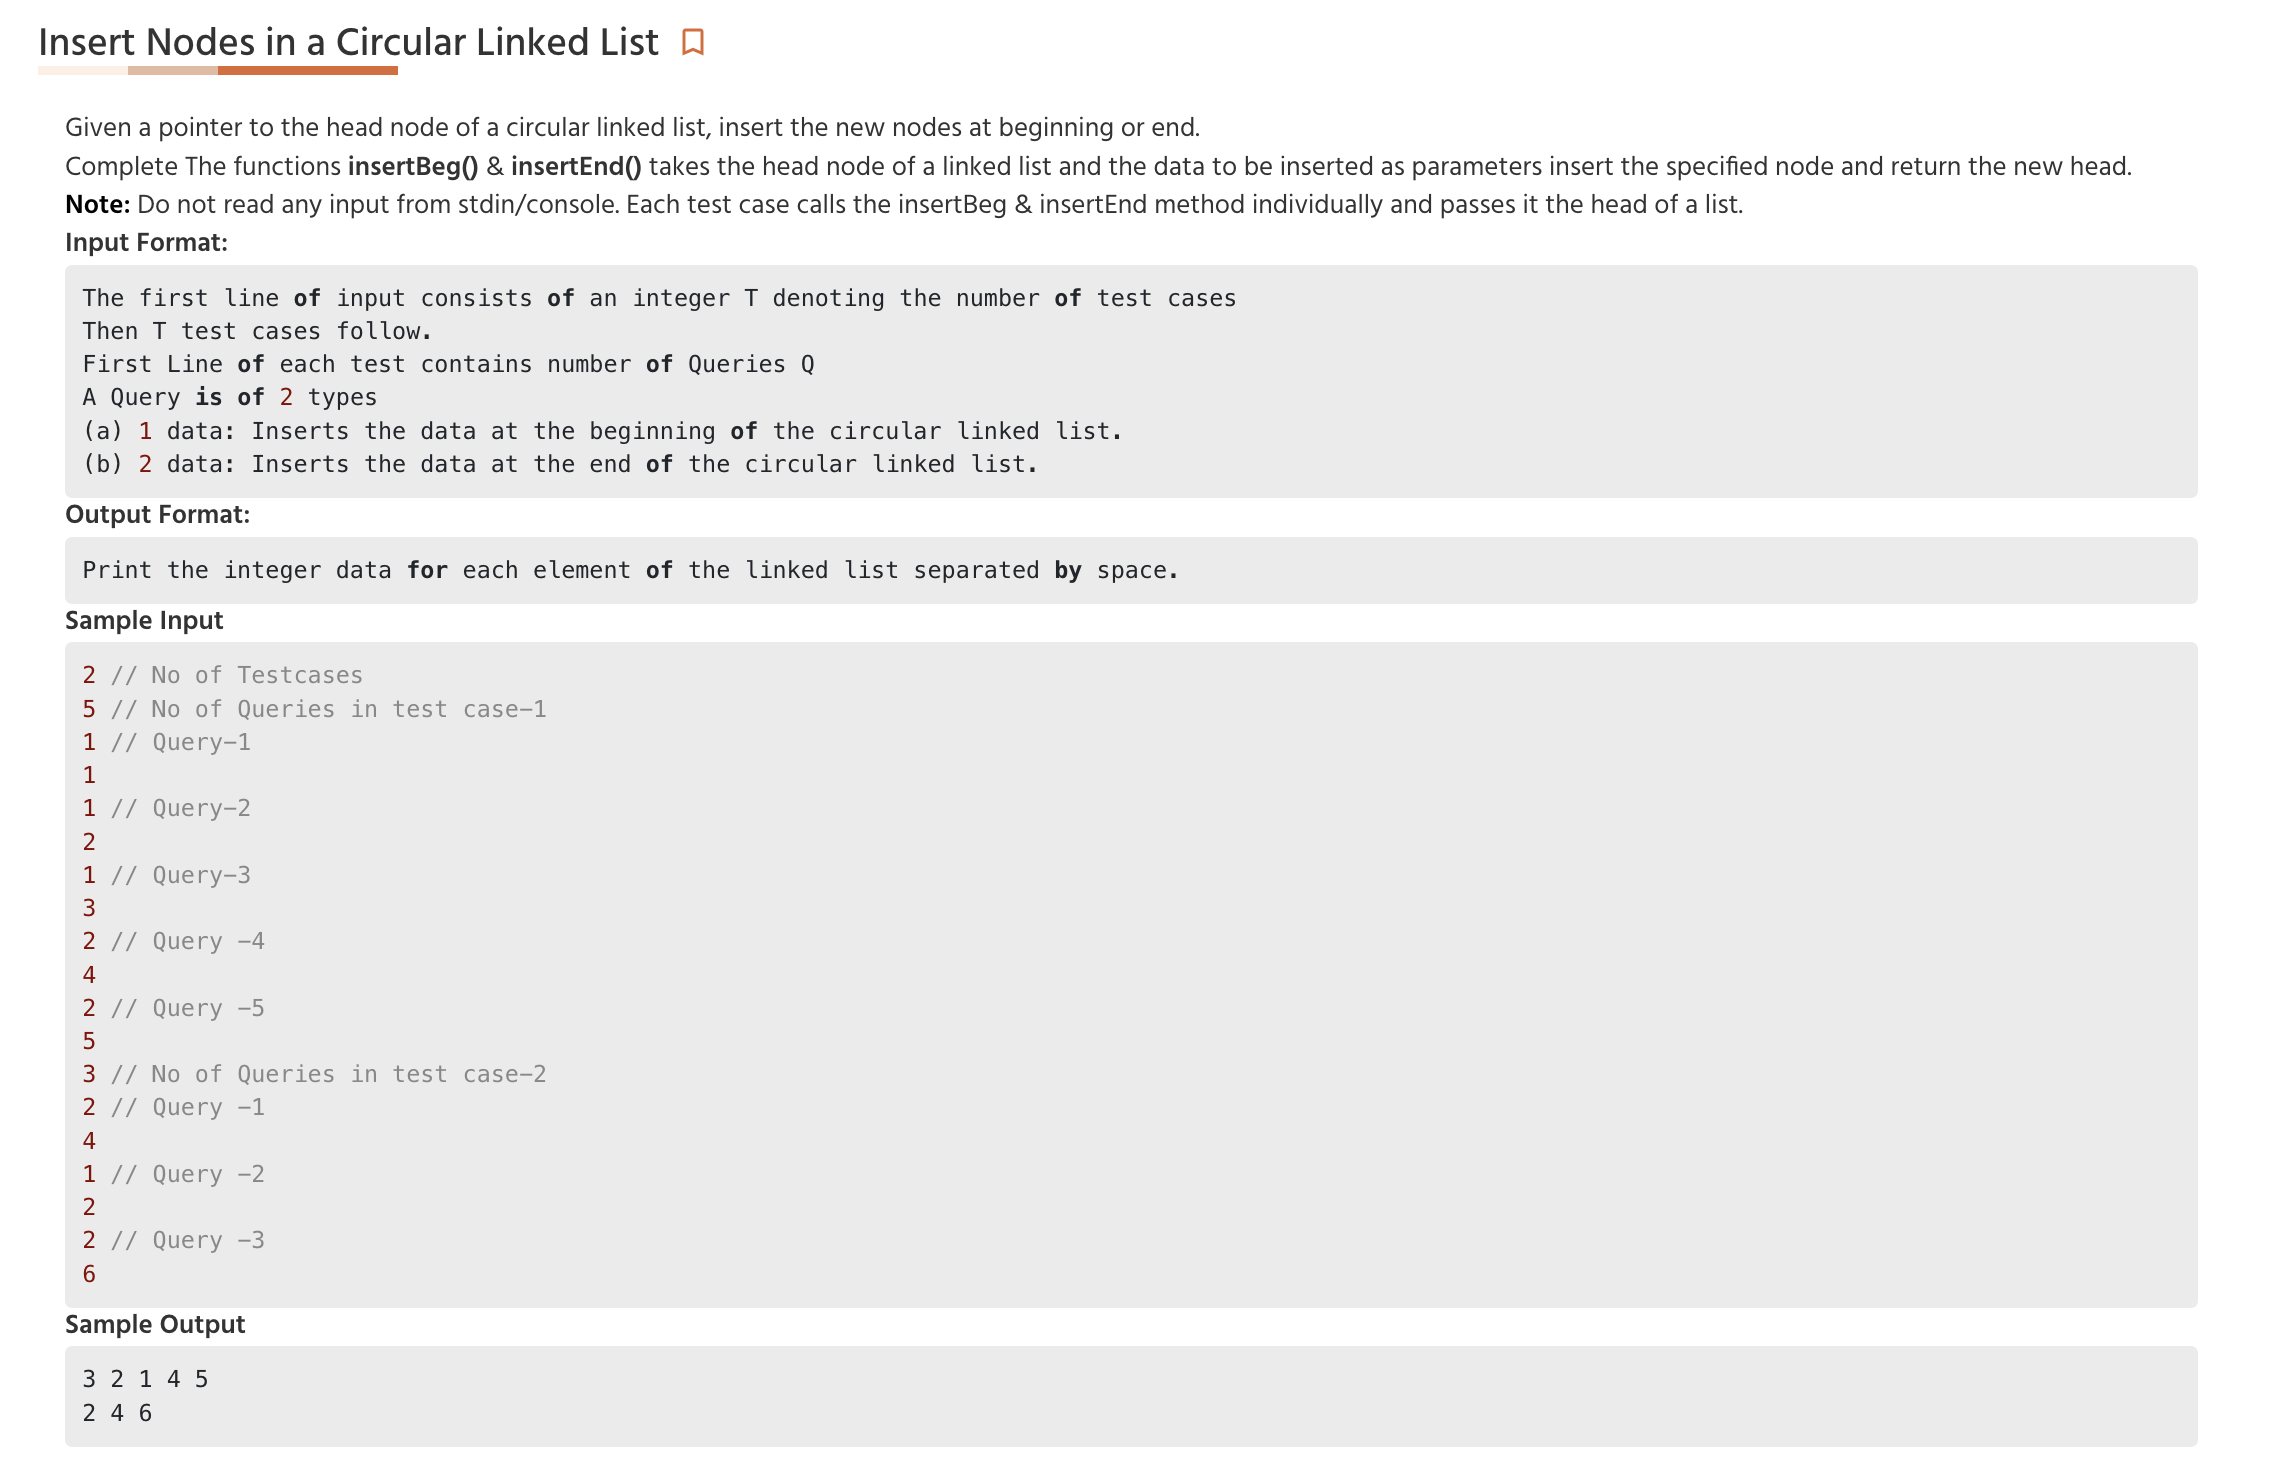 Insert Nodes in a Circular Linked List
Given a pointer to the head node of a circular linked list, insert the new nodes at beginning or end.
Complete The functions insertBeg() & insertEnd() takes the head node of a linked list and the data to be inserted as parameters insert the specified node and return the new head.
Note: Do not read any input from stdin/console. Each test case calls the insertBeg & insertEnd method individually and passes it the head of a list.
Input Format:
The first line of input consists of an integer T denoting the number of test cases
Then T test cases follow.
First Line of each test contains number of Queries Q
A Query is of 2 types
(a) 1 data: Inserts the data at the beginning of the circular linked list.
(b) 2 data: Inserts the data at the end of the circular linked list.
Output Format:
Print the integer data for each element of the linked list separated by space.
Sample Input
2 // No of Testcases
5 // No of Queries in test case-1
1 // Query-1
1
1 // Query-2
2
1 // Query-3
3
2 // Query -4
4
2 // Query -5
5
3 // No of Queries in test case-2
2 // Query -1
4
1 // Query -2
2
2 // Query -3
6
Sample Output
3 2 1 4 5
2 4 6